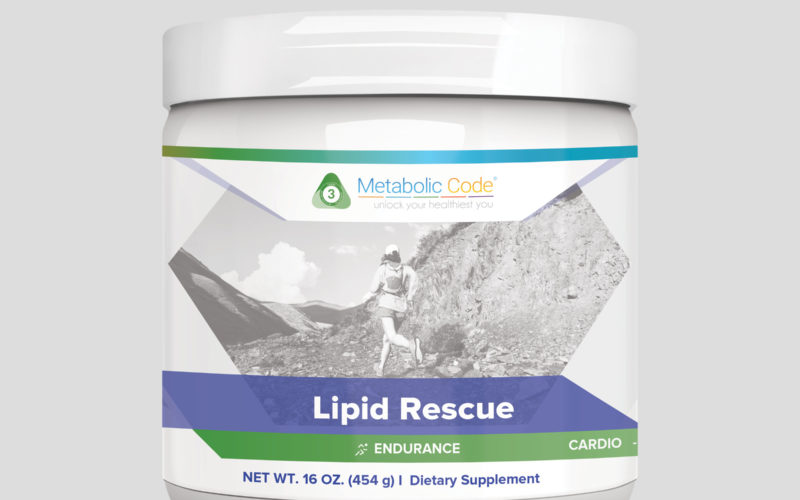 3
Metabolic Code®
unlock your healthiest you
Lipid Rescue
ENDURANCE
CARDIO -
NET WT. 16 OZ. (454 g) | Dietary Supplement